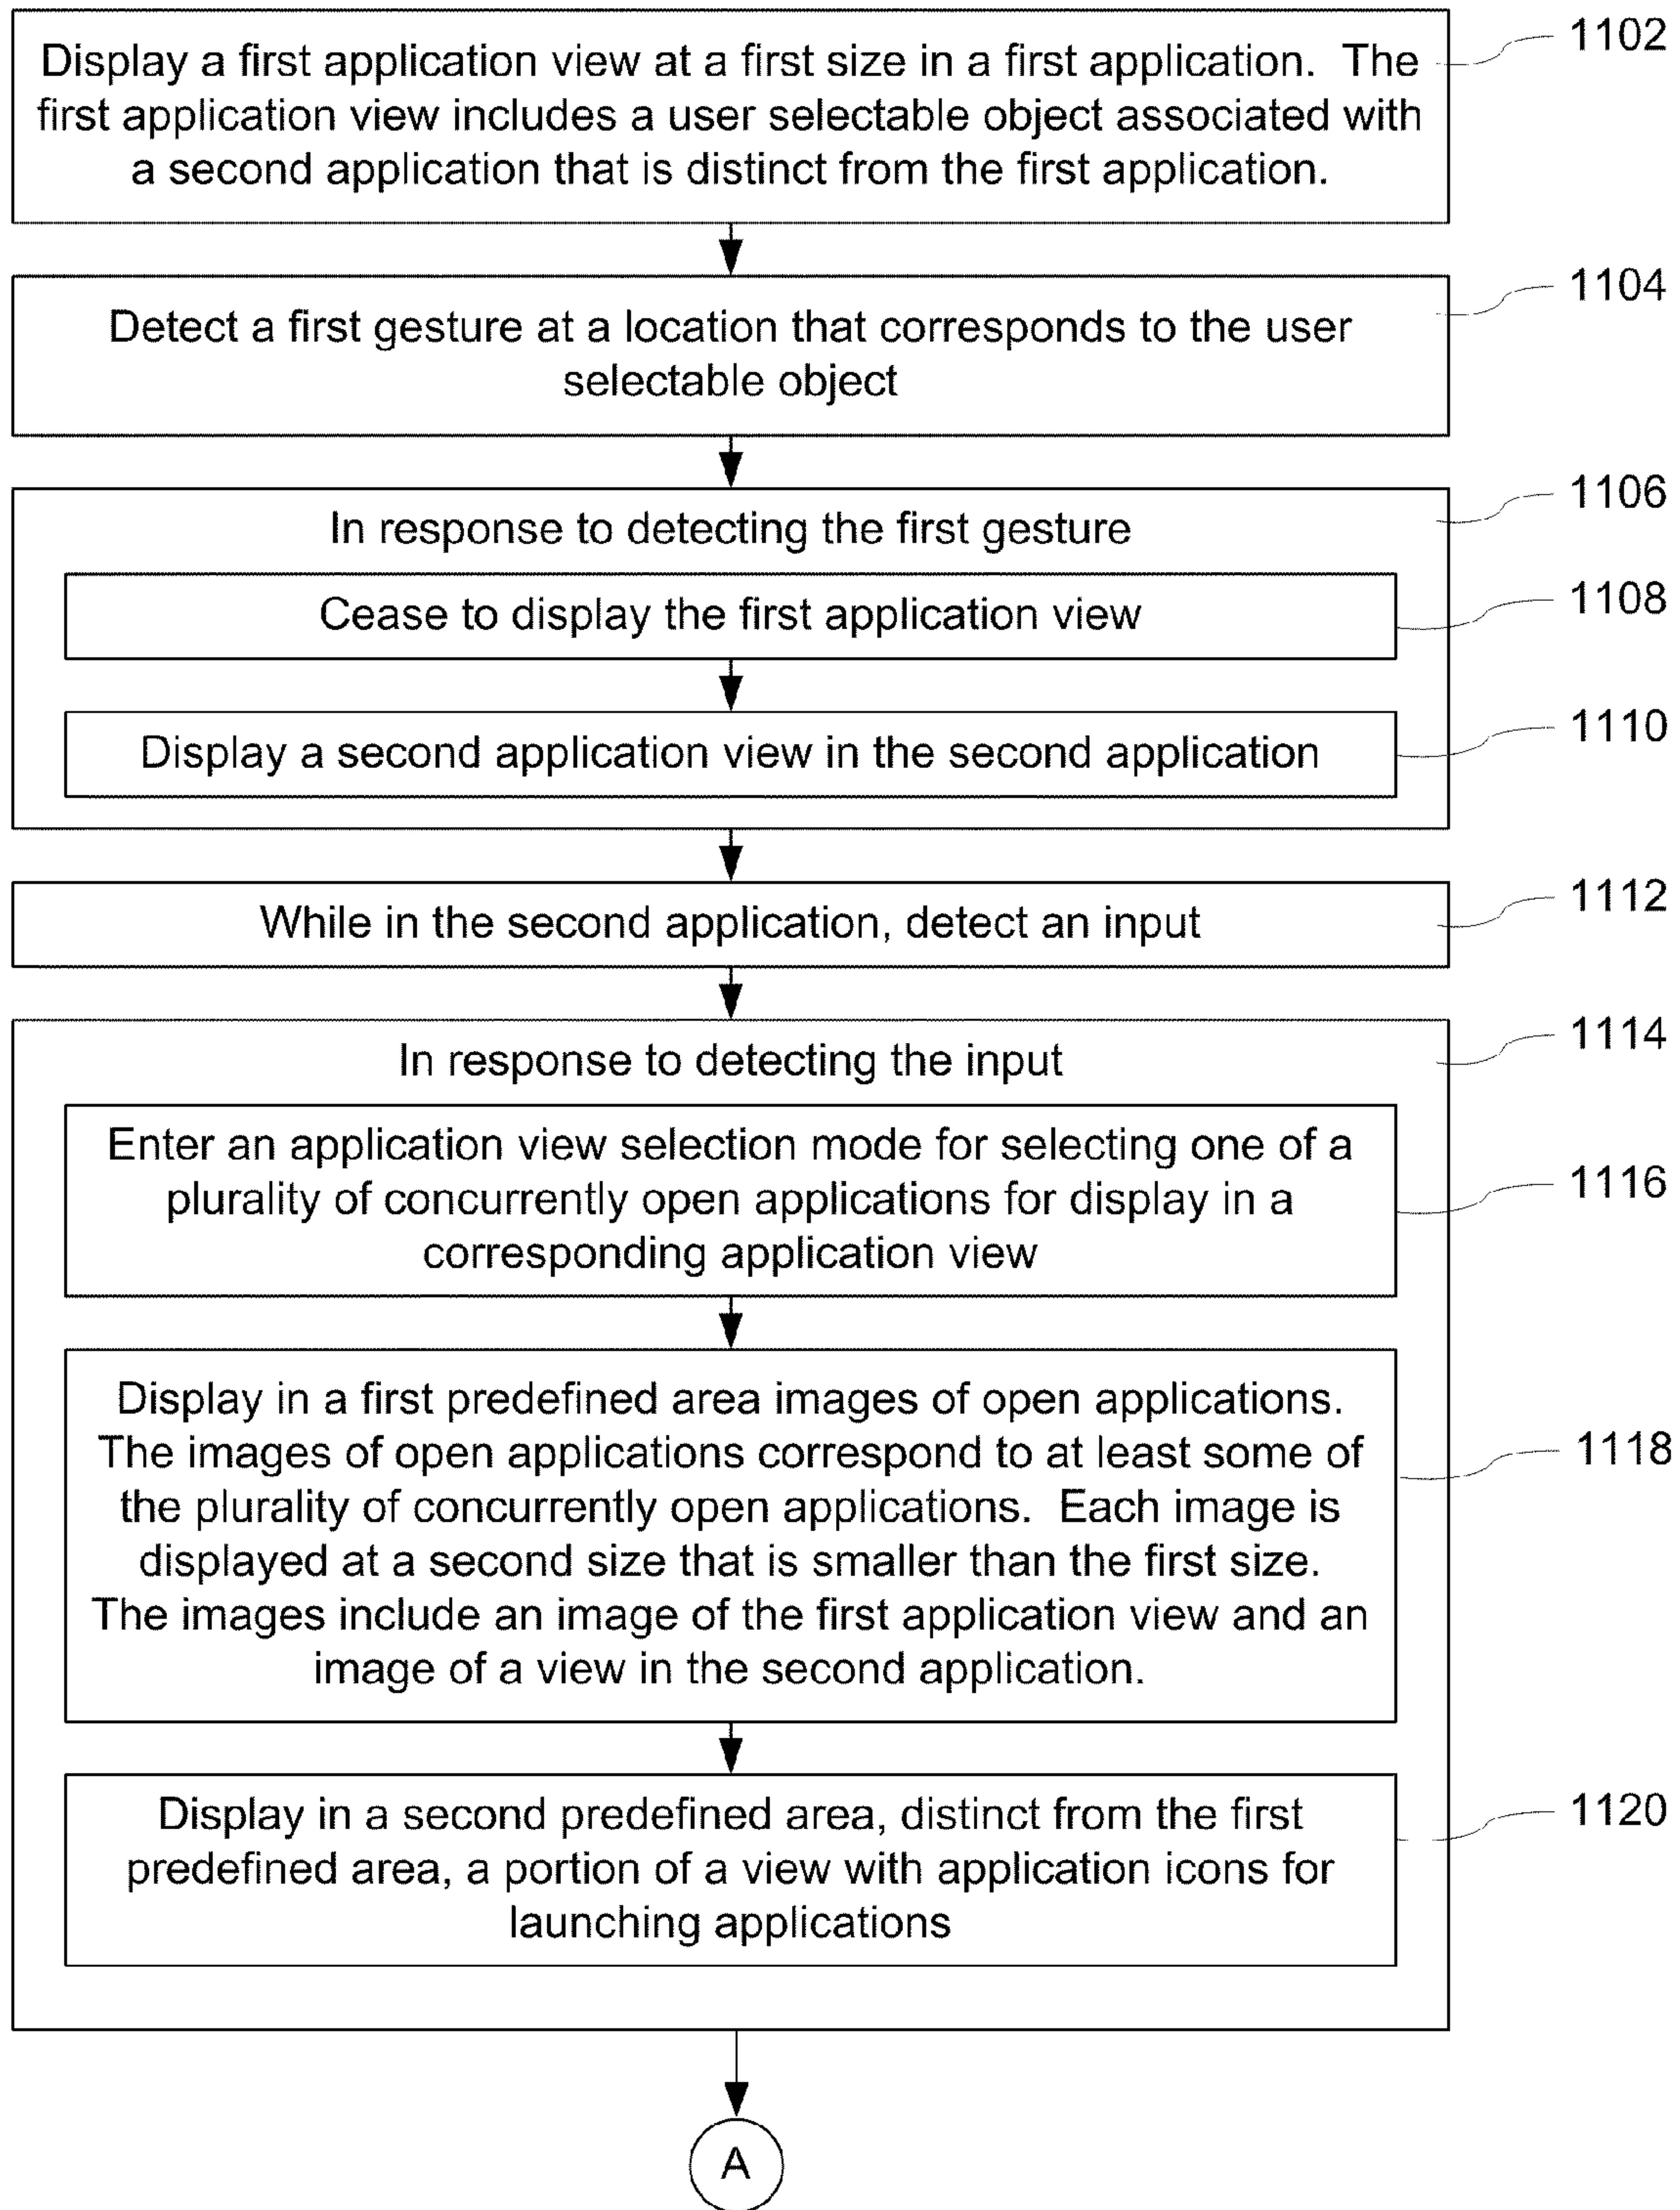 Display a first application view at a first size in a first application. The
first application view includes a user selectable object associated with
a second application that is distinct from the first application.
1102
Detect a first gesture at a location that corresponds to the user
selectable object
1104
In response to detecting the first gesture
1106
Cease to display the first application view
1108
Display a second application view in the second application
1110
While in the second application, detect an input
1112
In response to detecting the input
1114
Enter an application view selection mode for selecting one of a
plurality of concurrently open applications for display in a
corresponding application view
1116
Display in a first predefined area images of open applications.
The images of open applications correspond to at least some of
the plurality of concurrently open applications. Each image is
displayed at a second size that is smaller than the first size.
The images include an image of the first application view and an
image of a view in the second application.
1118
Display in a second predefined area, distinct from the first
predefined area, a portion of a view with application icons for
launching applications
1120
A